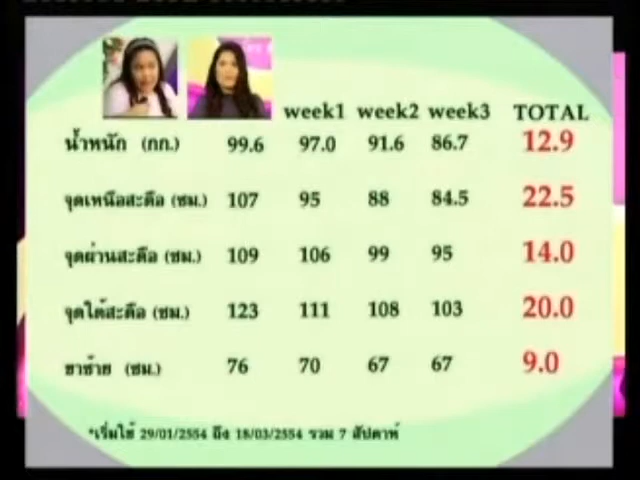 week1 week2 week3 TOTAL
น้ำหนัก (กก.) 99.6 97.0 91.6 86.7 12.9
จุดเหนือสะดือ (ซม.) 107 95 88 84.5 22.5
จุดผ่านสะดือ (ซม.) 109 106 99 95 14.0
จุดใต้สะดือ (ซม.) 123 111 108 103 20.0
ขาซ้าย (ซม.) 76 70 67 67 9.0
*เริ่มใช้ 29/01/2554 ถึง 18/03/2554 รวม 7 สัปดาห์